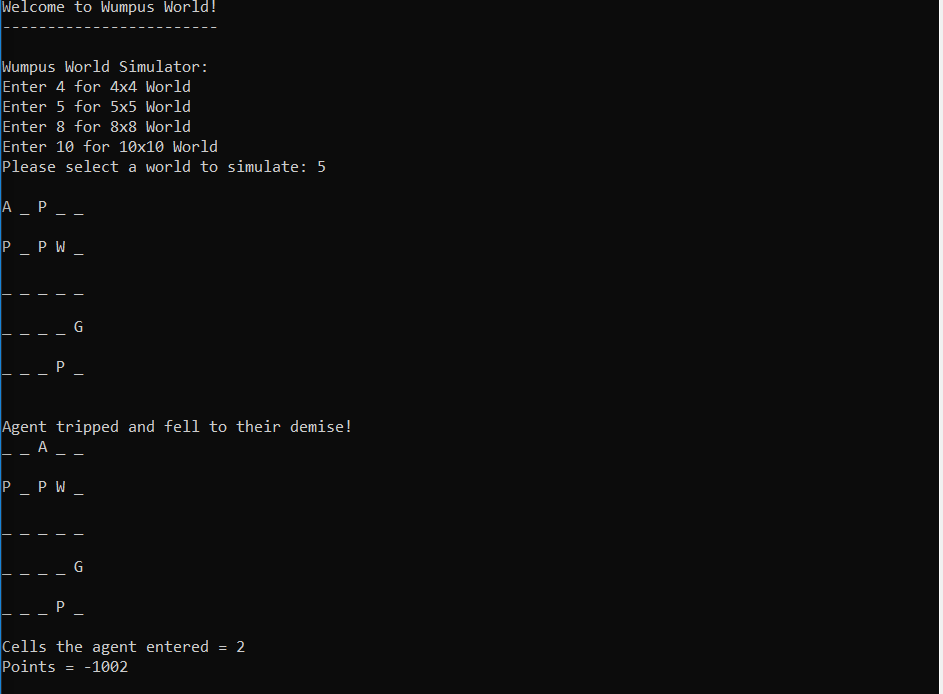 Welcome to Wumpus World!
------------------------
Wumpus World Simulator:
Enter 4 for 4x4 World
Enter 5 for 5x5 World
Enter 8 for 8x8 World
Enter 10 for 10x10 World
Please select a world to simulate: 5
A _ P _ _
P _ P W _
_ _ _ _ _
_ _ _ _ G
_ _ _ P _
Agent tripped and fell to their demise!
_ _ A _ _
P _ P W _
_ _ _ _ _
_ _ _ _ G
_ _ _ P _
Cells the agent entered = 2
Points = -1002